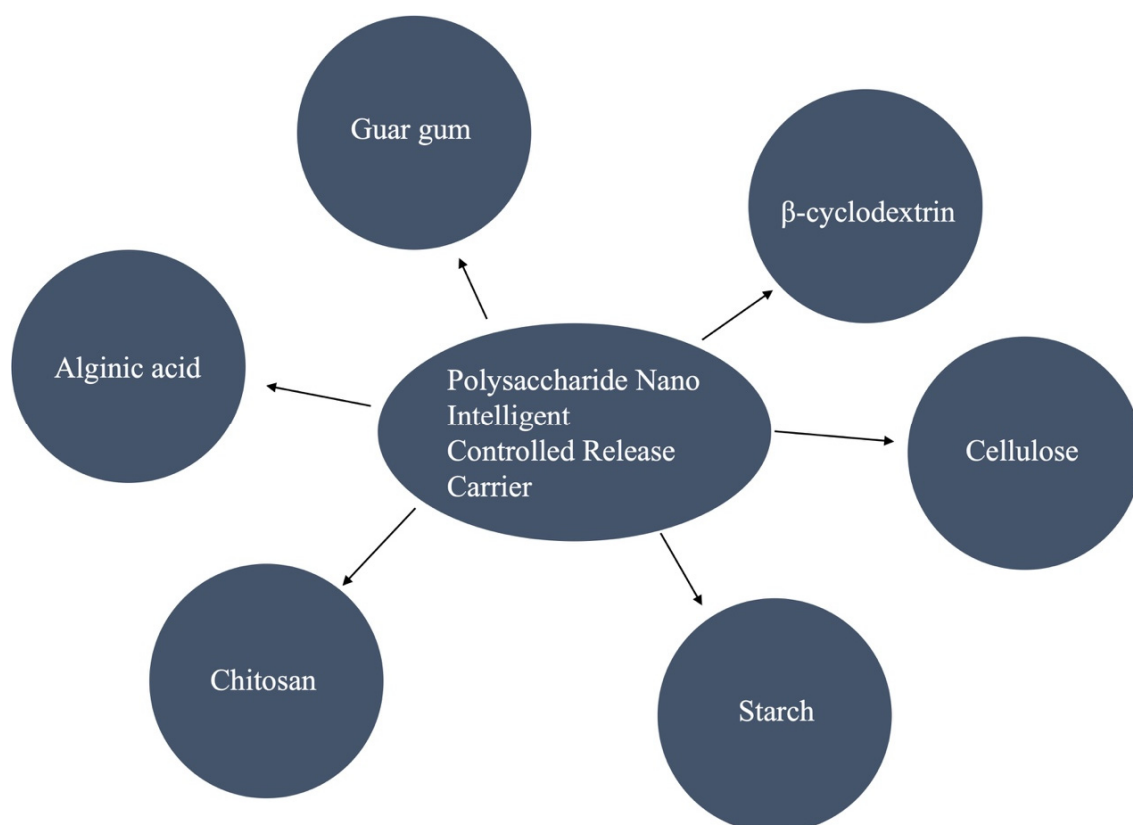 Guar gum
β-cyclodextrin
Alginic acid
Polysaccharide Nano
Intelligent
Controlled Release
Carrier
Cellulose
Chitosan
Starch